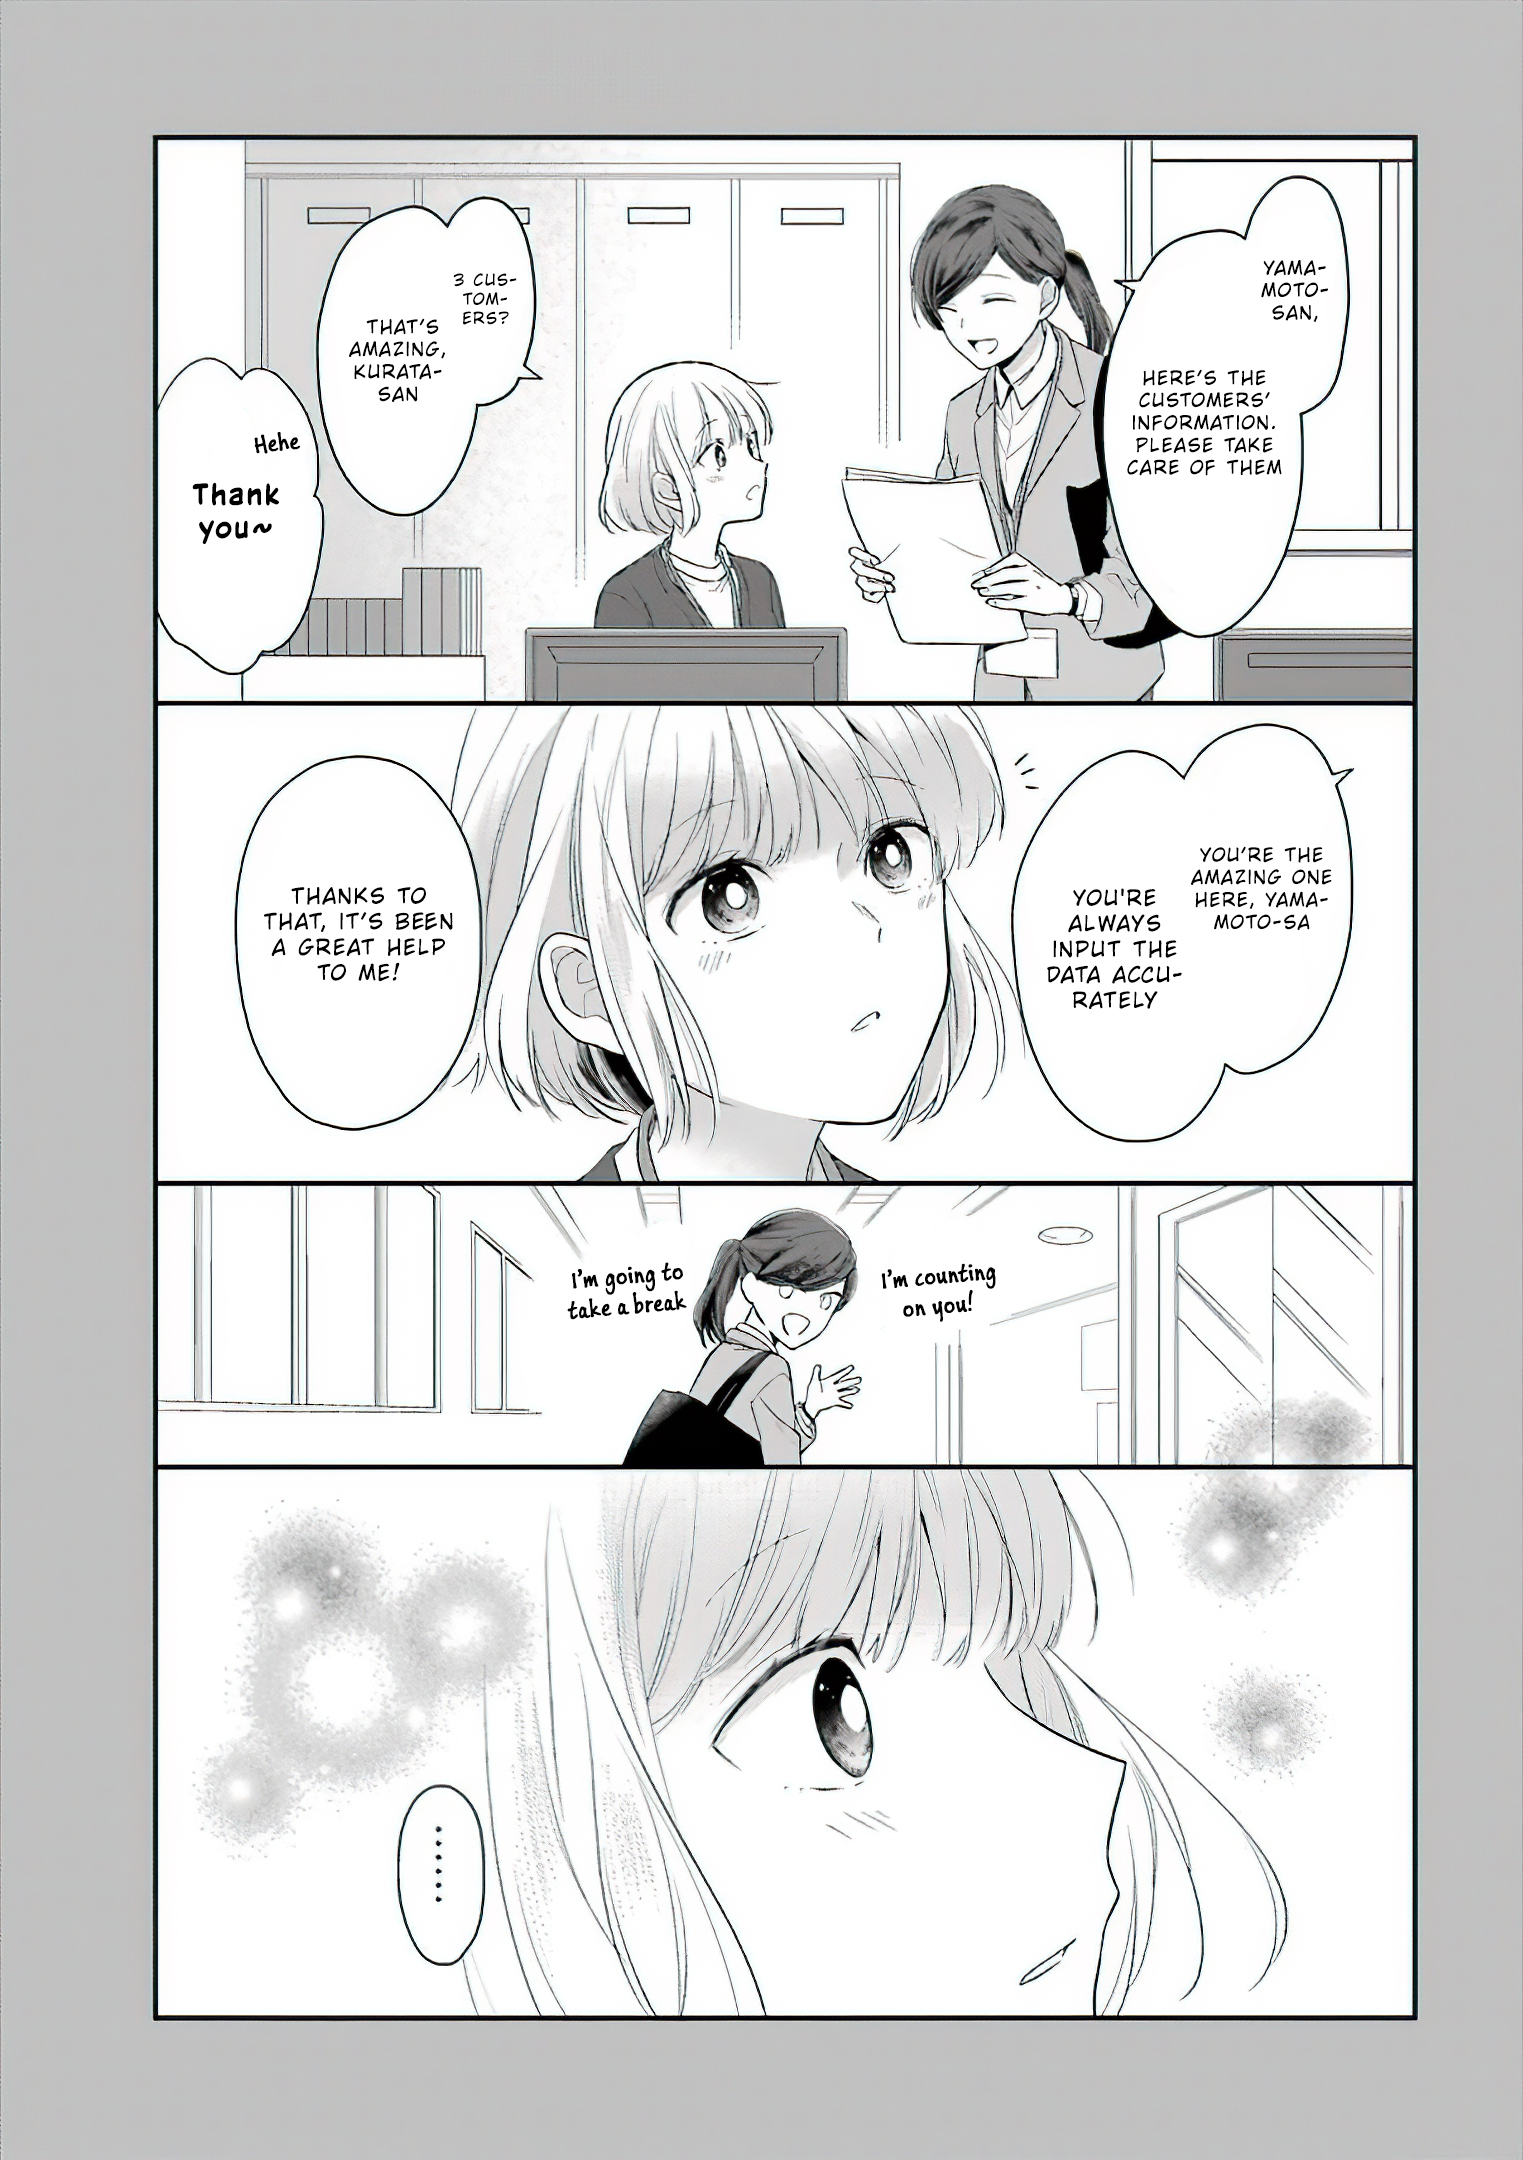 YAMA-
MOTO-
SAN,
HERE'S THE
CUSTOMERS'
INFORMATION.
PLEASE TAKE
CARE OF THEM
3 CUS-
TOM-
ERS?
THAT'S
AMAZING,
KURATA-
SAN
Hehe
Thank
you~
YOU'RE THE
AMAZING ONE
HERE, YAMA-
MOTO-SA
YOU'RE
ALWAYS
INPUT THE
DATA ACCU-
RATELY
THANKS TO
THAT, IT'S BEEN
A GREAT HELP
TO ME!
I'm counting
on you!
I'm going to
take a break
.......